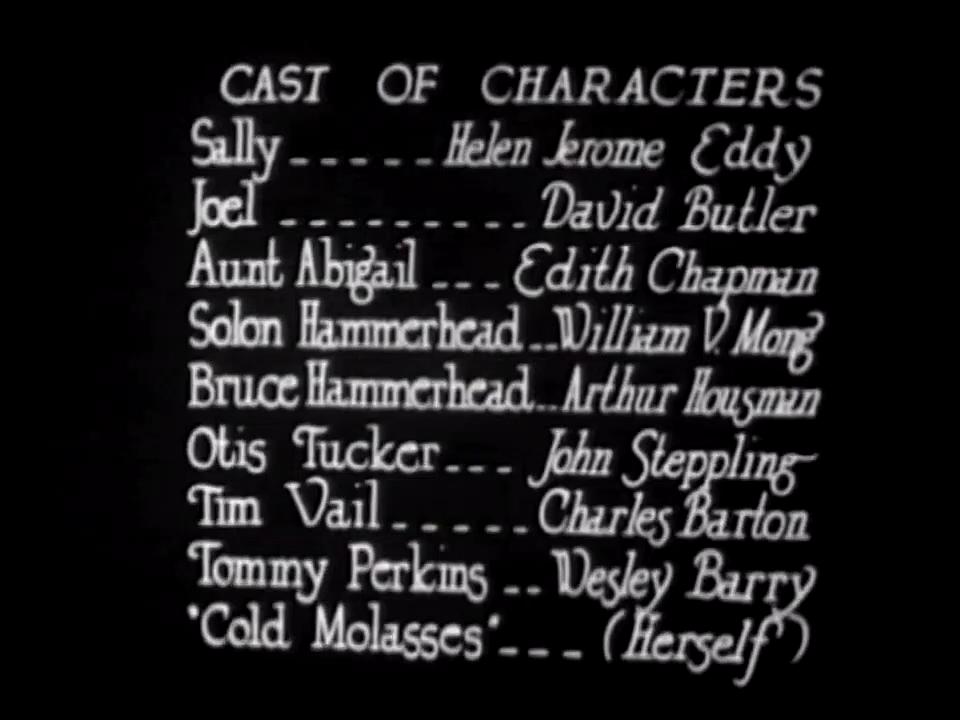 CAST OF CHARACTERS
Sally _ _ _ _ _ Helen Jerome Eddy
Joel _ _ _ _ _ _ _ _ _ David Butler
Aunt Abigail _ _ _ Edith Chapman
Solon Hammerhead _ _ William V. Mong
Bruce Hammerhead _ _ Arthur Housman
Otis Tucker _ _ _ John Steppling
Tim Vail _ _ _ _ _ Charles Barton
Tommy Perkins _ _ Wesley Barry
"Cold Molasses" _ _ _ (Herself)